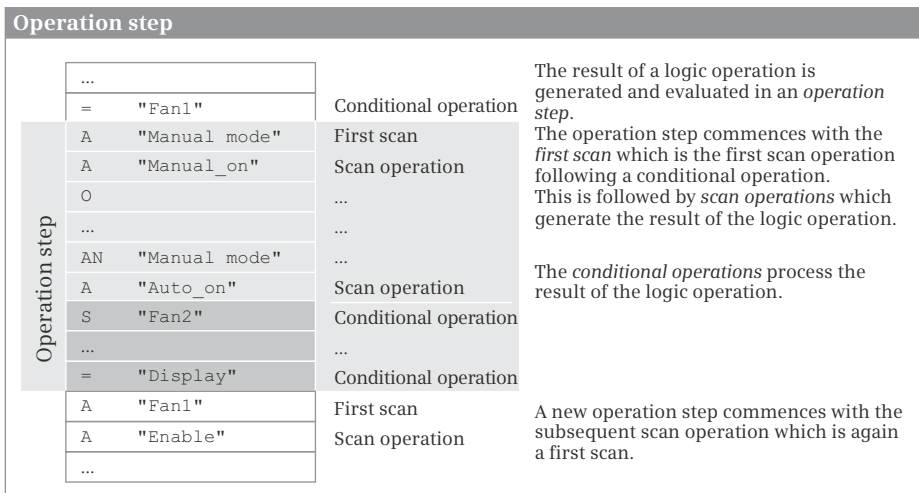 Operation step
...
= "Fan1" Conditional operation
A "Manual mode" First scan
A "Manual_on" Scan operation
O ...
... ...
AN "Manual mode" ...
A "Auto_on" Scan operation
S "Fan2" Conditional operation
... ...
= "Display" Conditional operation
A "Fan1" First scan
A "Enable" Scan operation
...
Operation step
The result of a logic operation is
generated and evaluated in an operation
step.
The operation step commences with the
first scan which is the first scan operation
following a conditional operation.
This is followed by scan operations which
generate the result of the logic operation.
The conditional operations process the
result of the logic operation.
A new operation step commences with the
subsequent scan operation which is again
a first scan.